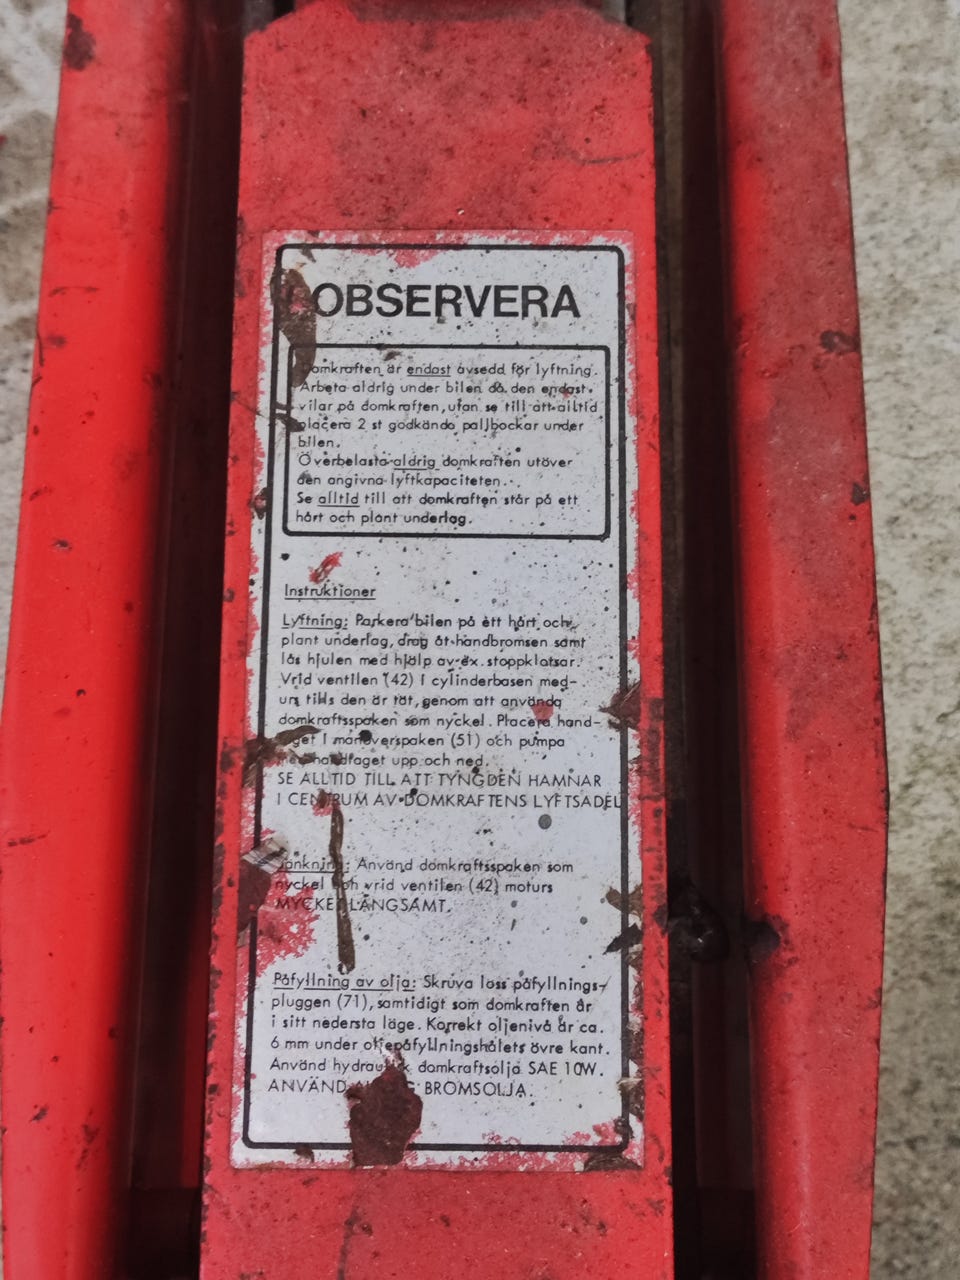 OBSERVERA
Domkraften är endast avsedd för lyftning.
Arbeta aldrig under bilen då den endast
vilar på domkraften, utan se till att alltid
placera 2 st godkända pallbockar under
bilen.
Överbelasta aldrig domkraften utöver
den angivna lyftkapaciteten.
Se alltid till att domkraften står på ett
hårt och plant underlag.
Instruktioner
Lyftning: Parkera bilen på ett hårt och
plant underlag, drag åt handbromsen samt
lås hjulen med hjälp av ex. stoppklotsar.
Vrid ventilen (42) i cylinderbasen med-
urs tills den är tät, genom att använda
domkraftsspaken som nyckel. Placera hand-
taget i manöverspaken (51) och pumpa
med handtaget upp och ned.
SE ALLTID TILL ATT TYNGDEN HAMNAR
I CENTRUM AV DOMKRAFTENS LYFTSADEL
Sänkning: Använd domkraftsspaken som
nyckel och vrid ventilen (42) moturs
MYCKET LÅNGSAMT.
Påfyllning av olja: Skruva loss påfyllnings-
pluggen (71), samtidigt som domkraften är
i sitt nedersta läge. Korrekt oljenivå är ca.
6 mm under oljepåfyllningshålets övre kant.
Använd hydraulisk domkraftsolja SAE 10W.
ANVÄND ALDRIG BROMSOLJA.